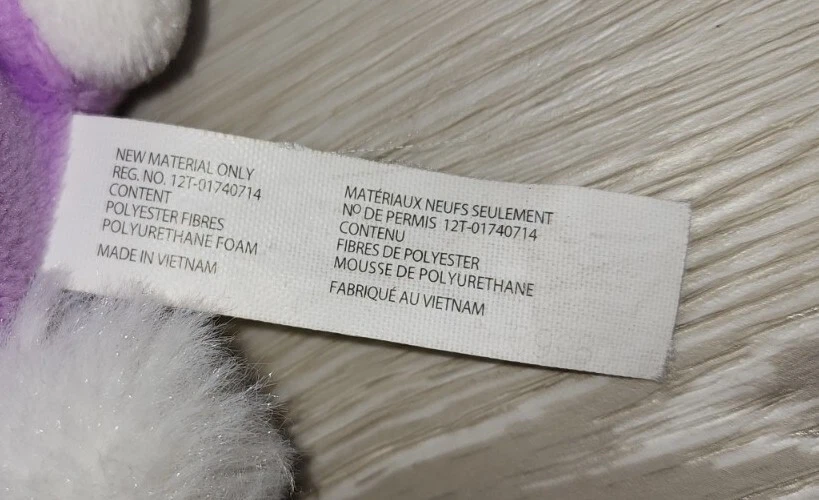 NEW MATERIAL ONLY
REG. NO. 12T-01740714
CONTENT
POLYESTER FIBRES
POLYURETHANE FOAM
MADE IN VIETNAM
MATÉRIAUX NEUFS SEULEMENT
Nº DE PERMIS 12T-01740714
CONTENU
FIBRES DE POLYESTER
MOUSSE DE POLYURETHANE
FABRIQUÉ AU VIETNAM